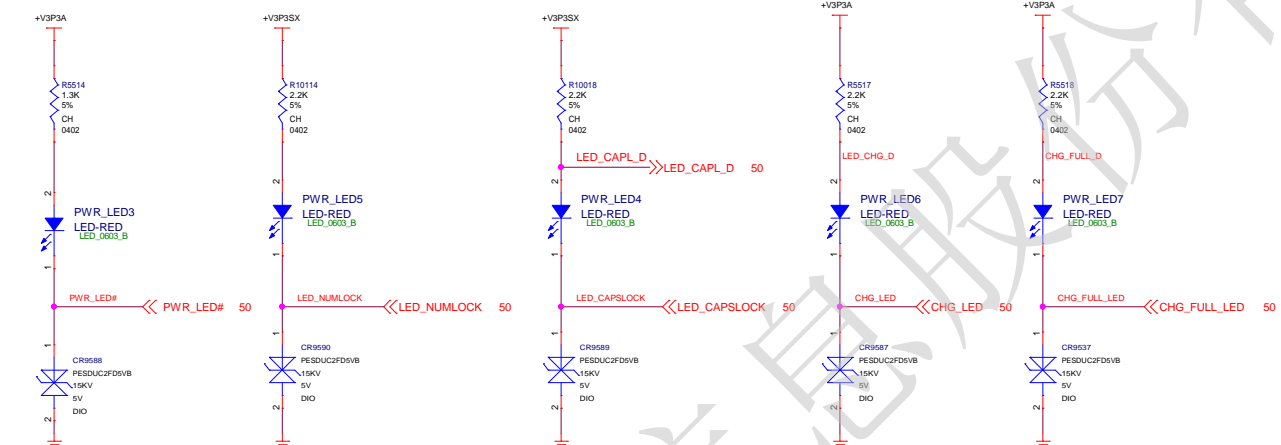 +V3P3A
R5514
1.3K
5%
CH
0402
2
PWR_LED3
LED-RED
LED_0603_B
1
PWR_LED#
PWR_LED# 50
1
CR9588
PESDUC2FD5VB
15KV
5V
DIO
2
+V3P3SX
R10114
2.2K
5%
CH
0402
2
PWR_LED5
LED-RED
LED_0603_B
1
LED_NUMLOCK
LED_NUMLOCK 50
1
CR9590
PESDUC2FD5VB
15KV
5V
DIO
2
+V3P3SX
R10018
2.2K
5%
CH
0402
LED_CAPL_D
LED_CAPL_D 50
2
PWR_LED4
LED-RED
LED_0603_B
1
LED_CAPSLOCK
LED_CAPSLOCK 50
1
CR9589
PESDUC2FD5VB
15KV
5V
DIO
2
+V3P3A
R5517
2.2K
5%
CH
0402
LED_CHG_D
2
PWR_LED6
LED-RED
LED_0603_B
1
CHG_LED
CHG_LED 50
1
CR9587
PESDUC2FD5VB
15KV
5V
DIO
2
+V3P3A
R5518
2.2K
5%
CH
0402
CHG_FULL_D
2
PWR_LED7
LED-RED
LED_0603_B
1
CHG_FULL_LED
CHG_FULL_LED 50
1
CR9537
PESDUC2FD5VB
15KV
5V
DIO
2
息股份